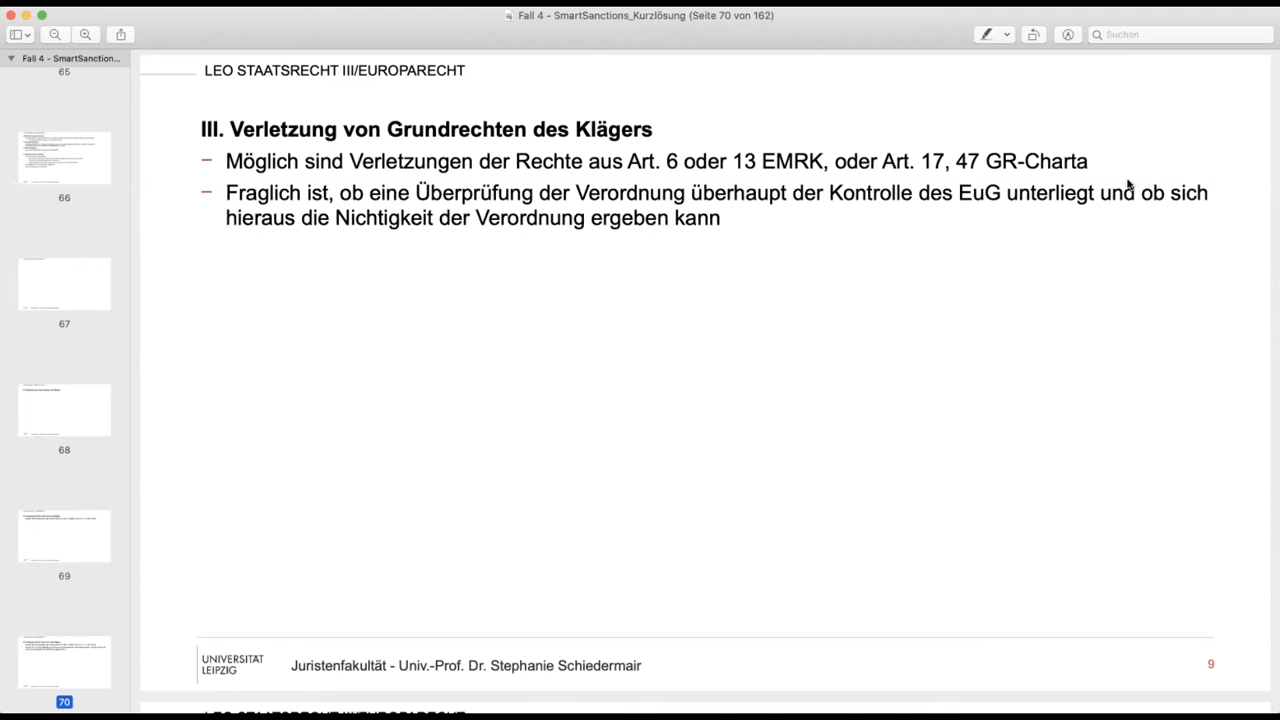 Fall 4 - SmartSanctions_Kurzlösung (Seite 70 von 162)
Suchen
Fall 4 - SmartSanction...
65
66
67
68
69
70
LEO STAATSRECHT III/EUROPARECHT
III. Verletzung von Grundrechten des Klägers
– Möglich sind Verletzungen der Rechte aus Art. 6 oder 13 EMRK, oder Art. 17, 47 GR-Charta
– Fraglich ist, ob eine Überprüfung der Verordnung überhaupt der Kontrolle des EuG unterliegt und ob sich
hieraus die Nichtigkeit der Verordnung ergeben kann
UNIVERSITÄT
LEIPZIG
Juristenfakultät - Univ.-Prof. Dr. Stephanie Schiedermair
9